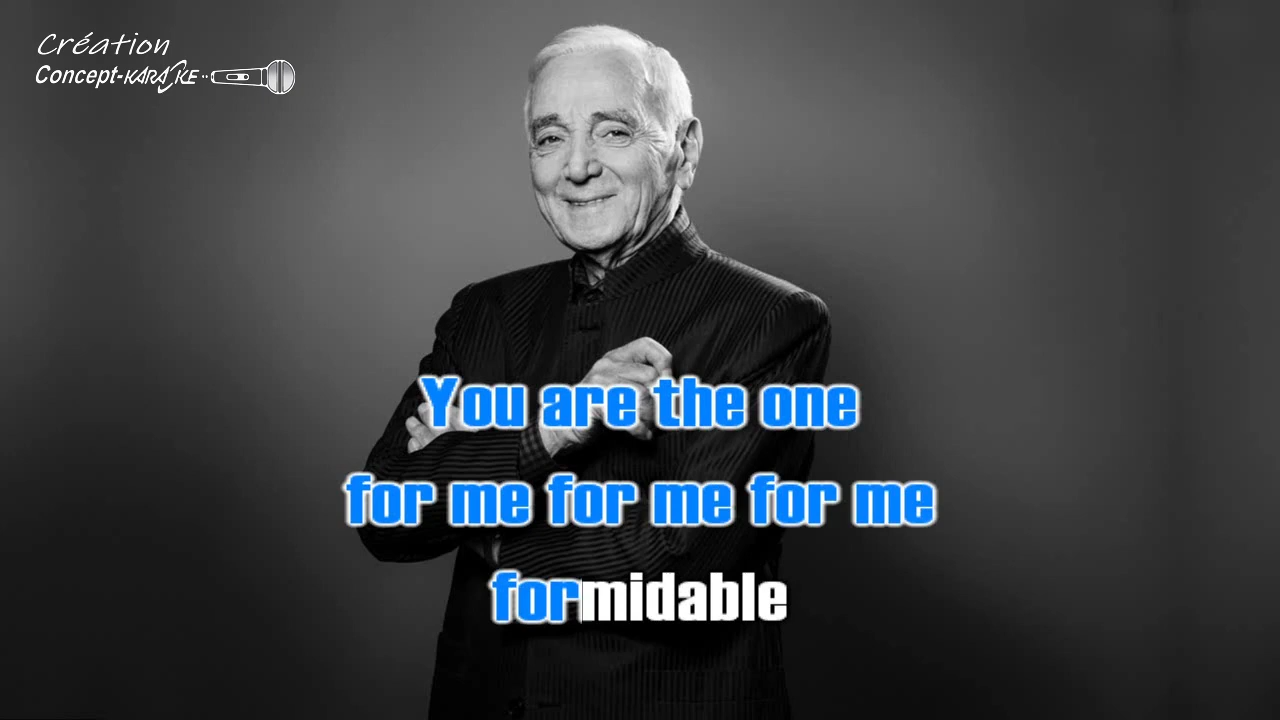 Création
Concept-KARAOKE
You are the one
for me for me for me
formidable